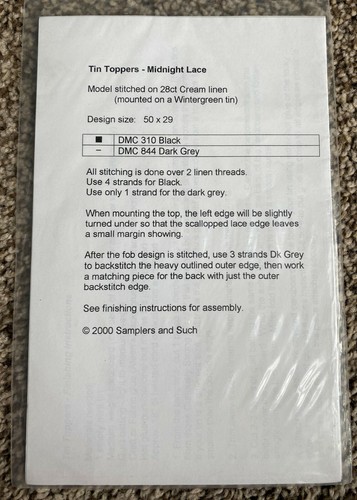 Tin Toppers - Midnight Lace
Model stitched on 28ct Cream linen
(mounted on a Wintergreen tin)
Design size: 50 x 29
■ DMC 310 Black
– DMC 844 Dark Grey
All stitching is done over 2 linen threads.
Use 4 strands for Black.
Use only 1 strand for the dark grey.
When mounting the top, the left edge will be slightly
turned under so that the scallopped lace edge leaves
a small margin showing.
After the fob design is stitched, use 3 strands Dk Grey
to backstitch the heavy outlined outer edge, then work
a matching piece for the back with just the outer
backstitch edge.
See finishing instructions for assembly.
© 2000 Samplers and Such